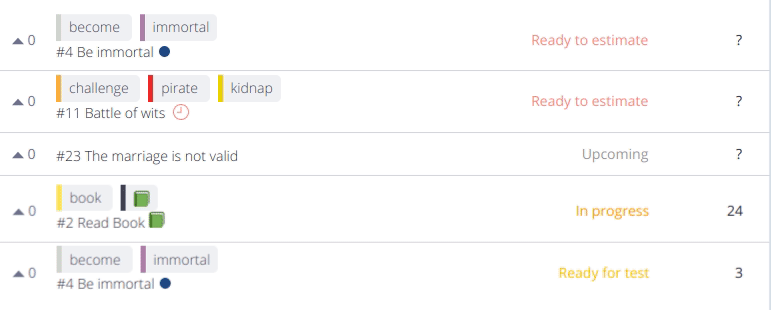 become immortal
0 #4 Be immortal Ready to estimate ?
challenge pirate kidnap
0 #11 Battle of wits Ready to estimate ?
0 #23 The marriage is not valid Upcoming ?
book 📗
0 #2 Read Book 📗 In progress 24
become immortal
0 #4 Be immortal Ready for test 3